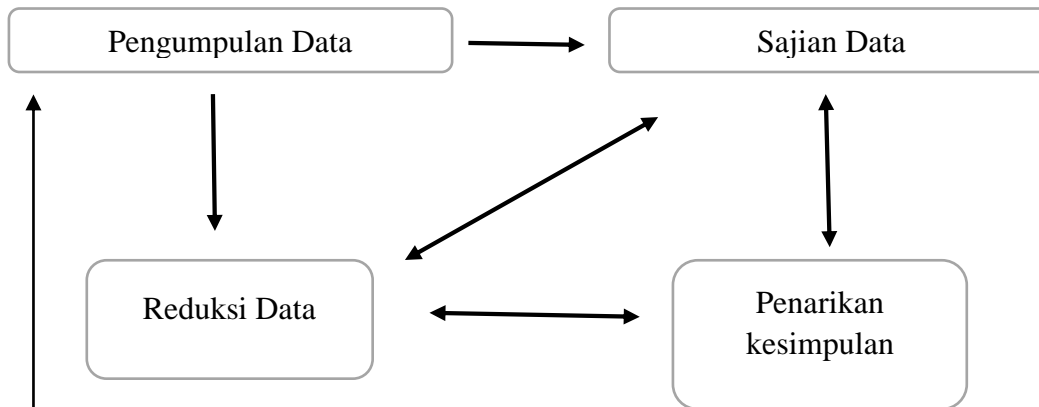 Pengumpulan Data
Sajian Data
Reduksi Data
Penarikan
kesimpulan